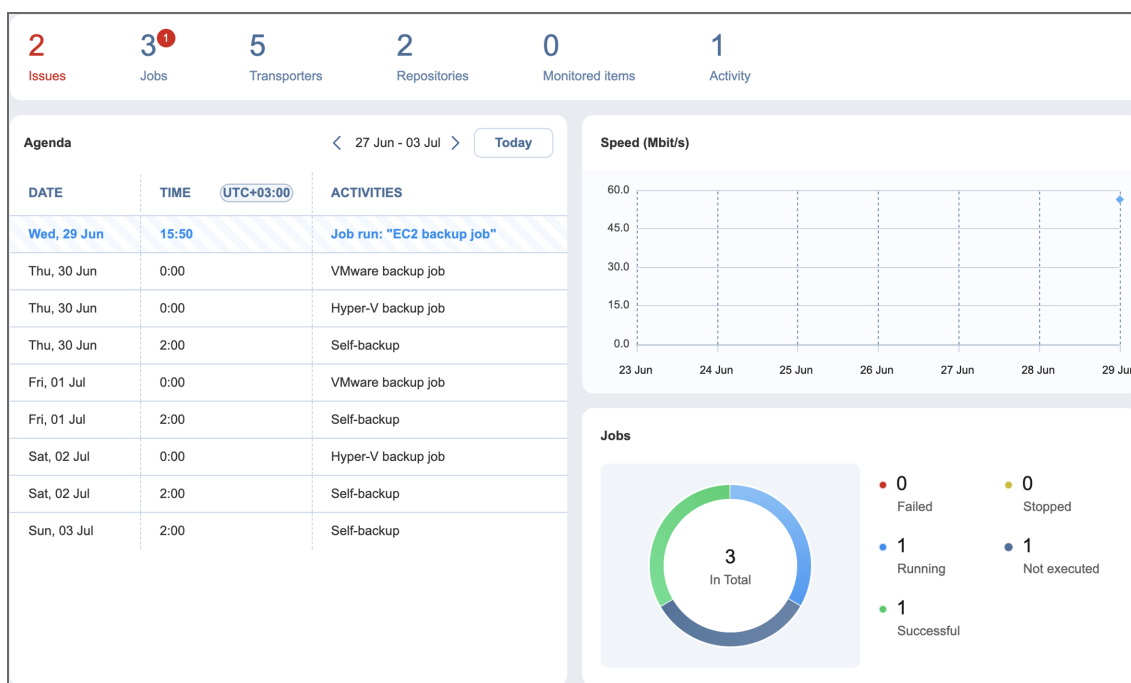 2
Issues
3 1
Jobs
5
Transporters
2
Repositories
0
Monitored items
1
Activity
Agenda
27 Jun - 03 Jul
Today
DATE TIME UTC+03:00 ACTIVITIES
Wed, 29 Jun 15:50 Job run: "EC2 backup job"
Thu, 30 Jun 0:00 VMware backup job
Thu, 30 Jun 0:00 Hyper-V backup job
Thu, 30 Jun 2:00 Self-backup
Fri, 01 Jul 0:00 VMware backup job
Fri, 01 Jul 2:00 Self-backup
Sat, 02 Jul 0:00 Hyper-V backup job
Sat, 02 Jul 2:00 Self-backup
Sun, 03 Jul 2:00 Self-backup
Speed (Mbit/s)
60.0
45.0
30.0
15.0
0.0
23 Jun 24 Jun 25 Jun 26 Jun 27 Jun 28 Jun 29 Jun
Jobs
3
In Total
0
Failed
0
Stopped
1
Running
1
Not executed
1
Successful